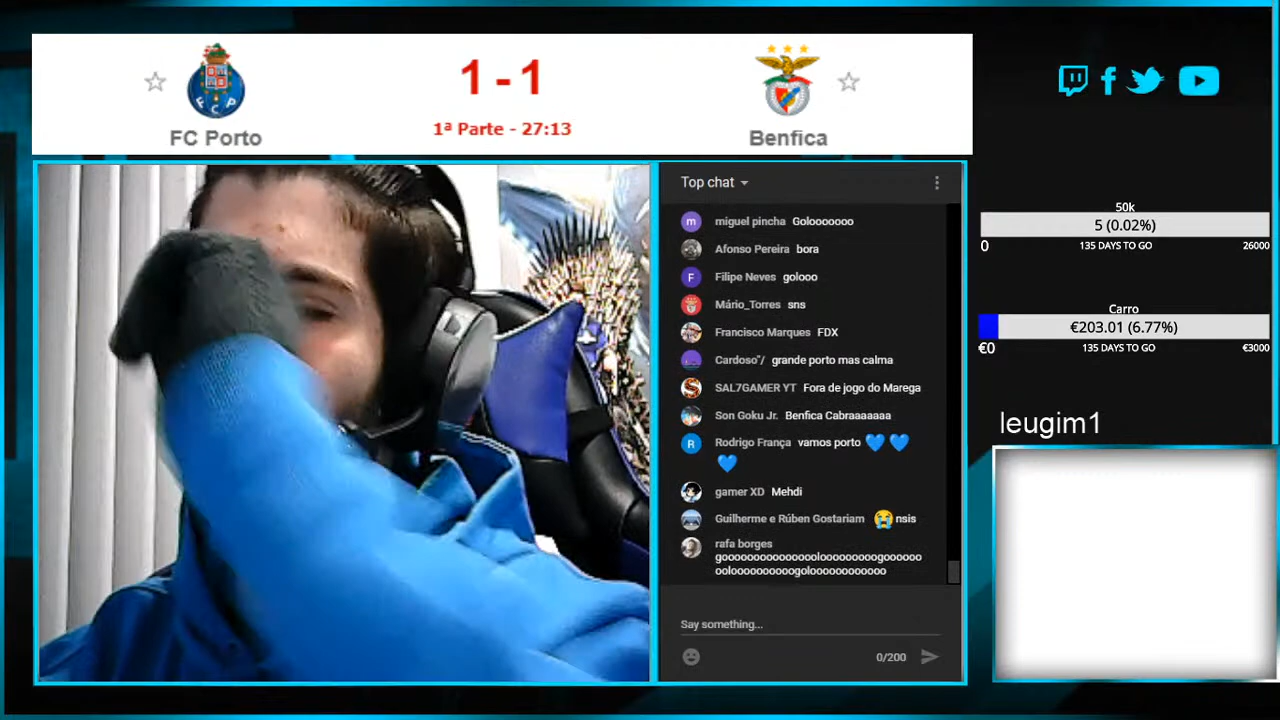 1 - 1
1ª Parte - 27:13
FC Porto
Benfica
FCP
Top chat
miguel pincha Golooooooo
Afonso Pereira bora
F Filipe Neves golooo
Mário_Torres sns
Francisco Marques FDX
Cardoso"/ grande porto mas calma
SAL7GAMER YT Fora de jogo do Marega
Son Goku Jr. Benfica Cabraaaaaaa
R Rodrigo França vamos porto 💙 💙
💙
gamer XD Mehdi
Guilherme e Rúben Gostariam 😭 nsis
rafa borges
Say something...
0/200
50k
5 (0.02%)
0 135 DAYS TO GO 26000
Carro
€203.01 (6.77%)
€0 135 DAYS TO GO €3000
leugim1